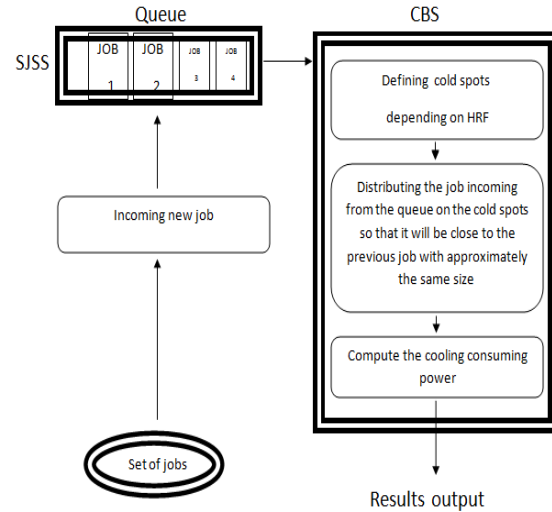 Queue
CBS
SJSS
JOB JOB JOB JOB
1 2 3 4
Defining cold spots
depending on HRF
Distributing the job incoming
from the queue on the cold spots
so that it will be close to the
previous job with approximately
the same size
Incoming new job
Compute the cooling consuming
power
Set of jobs
Results output